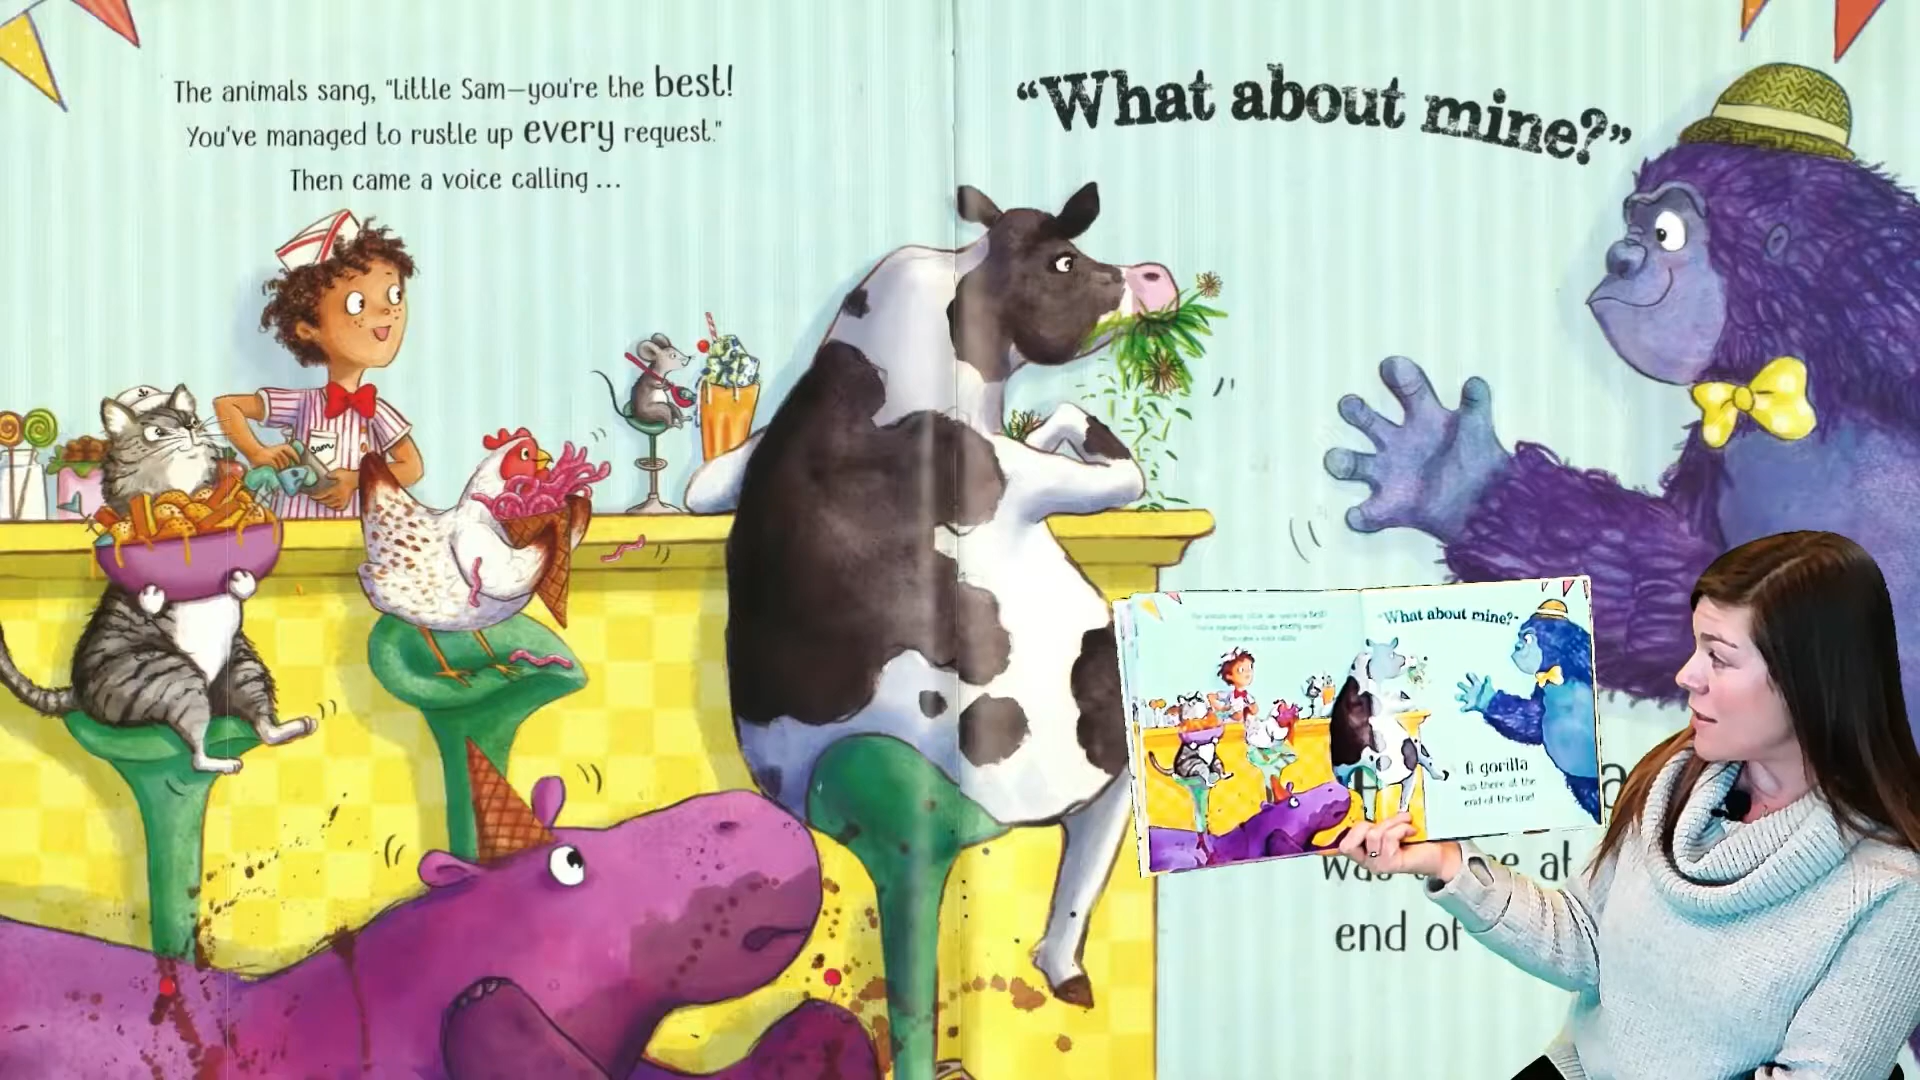 The animals sang, "Little Sam—you're the best!
You've managed to rustle up every request."
Then came a voice calling ...
"What about mine?"
Sam
"What about mine?"
A gorilla
was there at the
end of the line!
at
end of